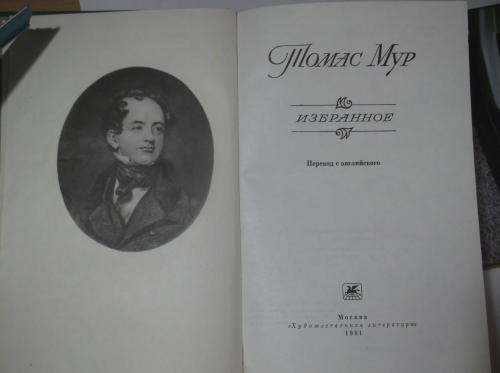 Томас Мур
ИЗБРАННОЕ
Перевод с английского
Москва
«Художественная литература»
1981